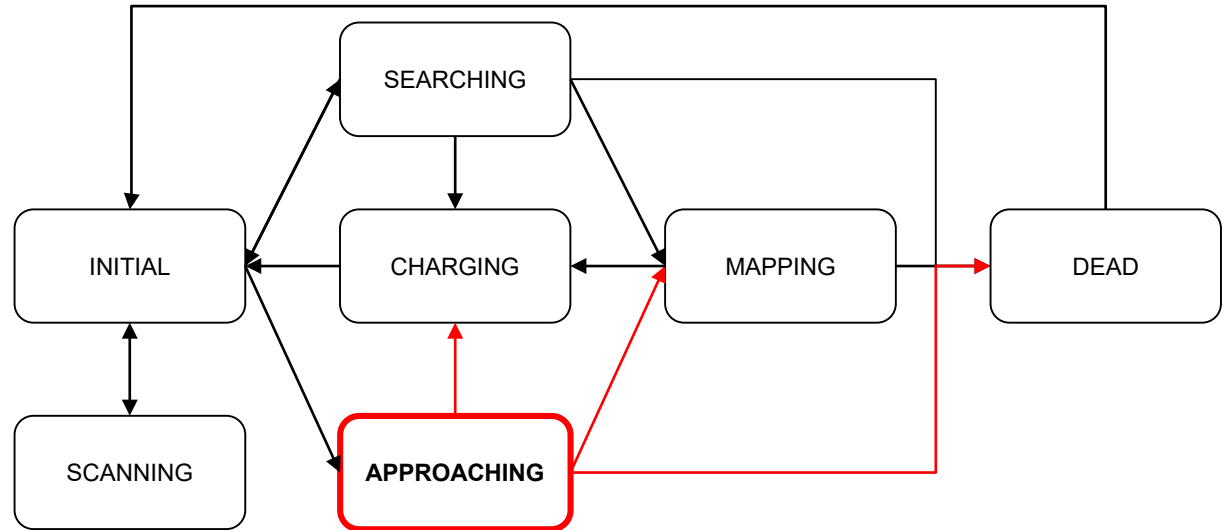 SEARCHING
INITIAL
CHARGING
MAPPING
DEAD
SCANNING
APPROACHING